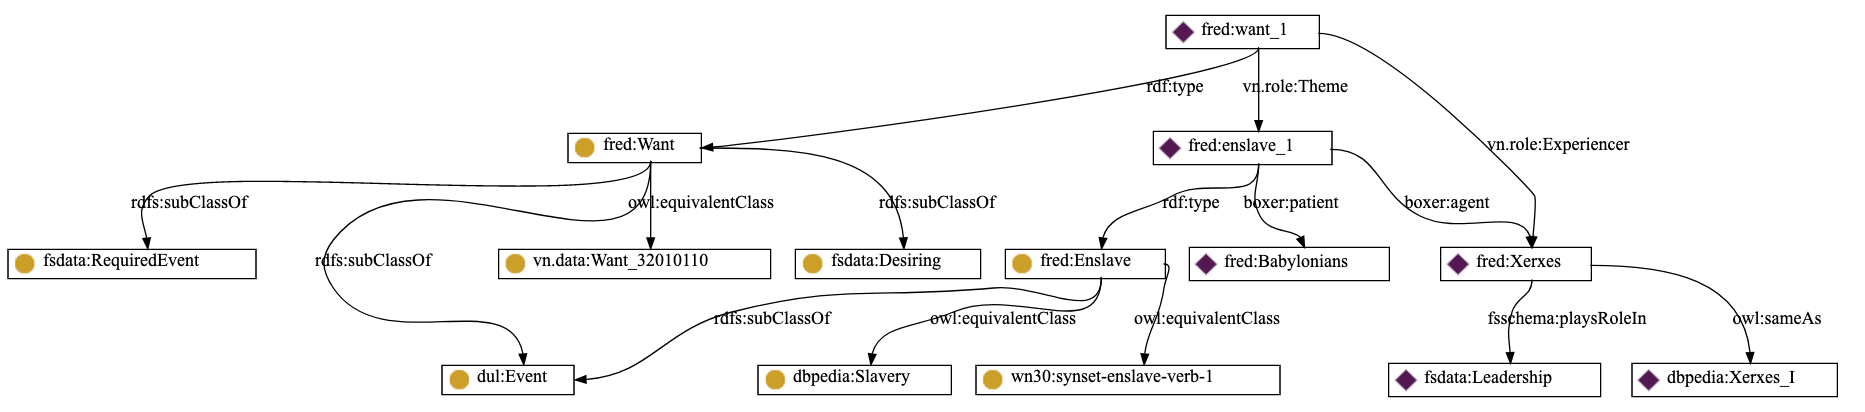 fred:want_1
rdf:type
vn.role:Theme
fred:Want
fred:enslave_1
vn.role:Experiencer
rdfs:subClassOf
owl:equivalentClass
rdfs:subClassOf
rdf:type
boxer:patient
boxer:agent
fsdata:RequiredEvent
rdfs:subClassOf
vn.data:Want_32010110
fsdata:Desiring
fred:Enslave
fred:Babylonians
fred:Xerxes
rdfs:subClassOf
owl:equivalentClass
owl:equivalentClass
fsschema:playsRoleIn
owl:sameAs
dul:Event
dbpedia:Slavery
wn30:synset-enslave-verb-1
fsdata:Leadership
dbpedia:Xerxes_I